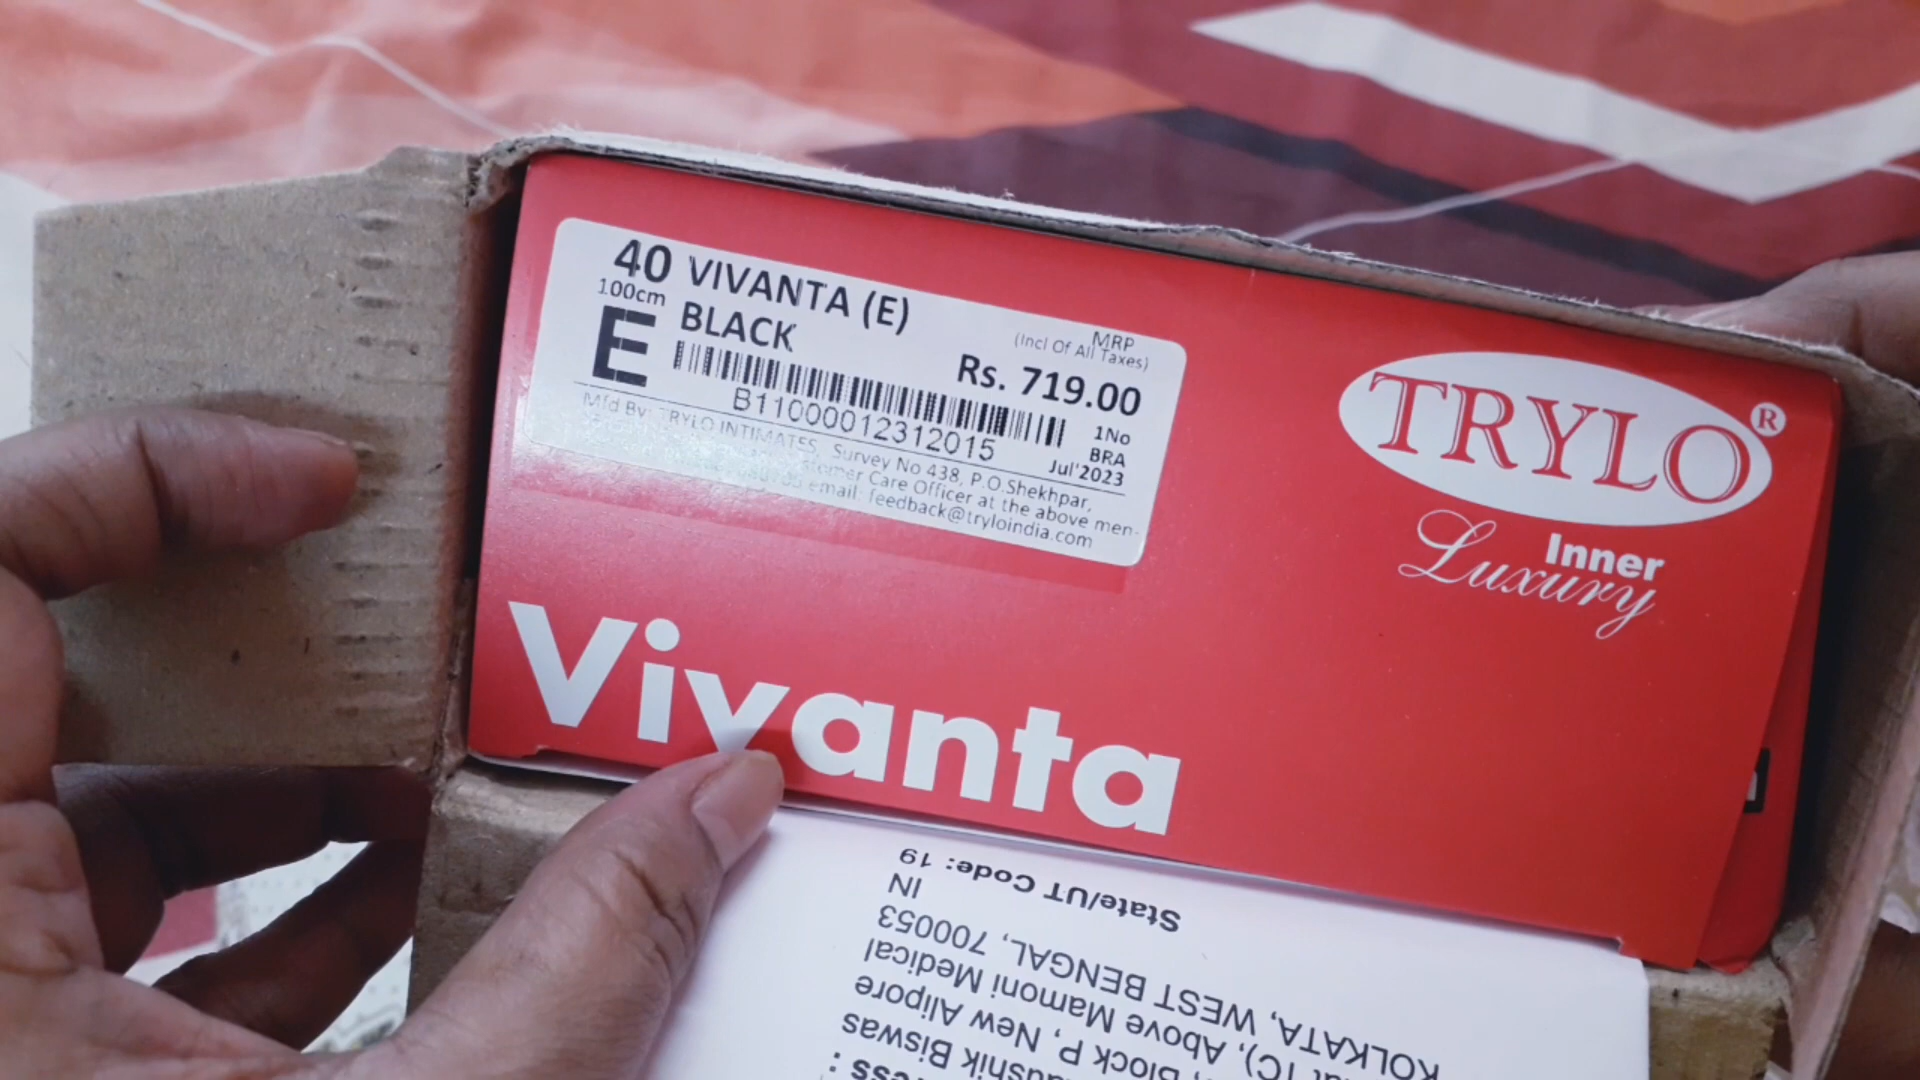 40 VIVANTA (E)
100cm
E BLACK
MRP
(Incl Of All Taxes)
Rs. 719.00
B11000012312015
1No
BRA
Jul'2023
Mfd By: TRYLO INTIMATES, Survey No 438, P.O.Shekhpar,
Customer Care Officer at the above men-
email: feedback@tryloindia.com
TRYLO®
Inner
Luxury
Vivanta
: 
Biswas
Block P, New Alipore
Above Mamoni Medical
KOLKATA, WEST BENGAL, 700053
IN
State/UT Code: 19